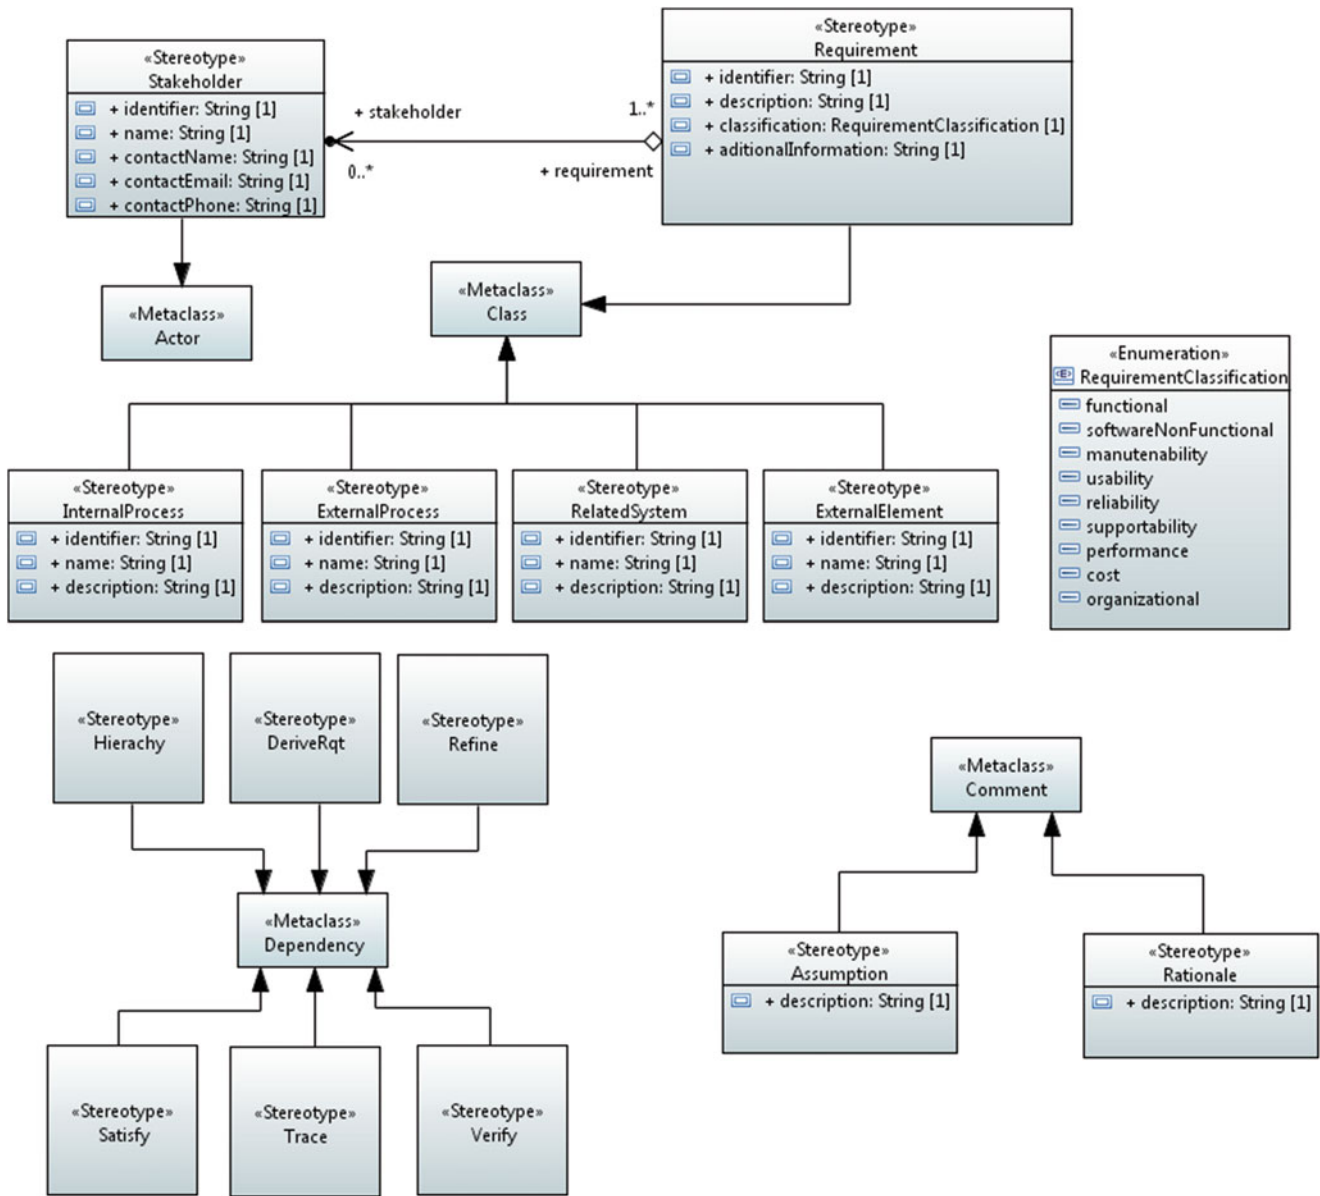 «Stereotype»
Stakeholder
+ identifier: String [1]
+ name: String [1]
+ contactName: String [1]
+ contactEmail: String [1]
+ contactPhone: String [1]
+ stakeholder
0..*
1..*
+ requirement
«Stereotype»
Requirement
+ identifier: String [1]
+ description: String [1]
+ classification: RequirementClassification [1]
+ aditionalInformation: String [1]
«Metaclass»
Actor
«Metaclass»
Class
«Enumeration»
RequirementClassification
functional
softwareNonFunctional
manutenability
usability
reliability
supportability
performance
cost
organizational
«Stereotype»
InternalProcess
+ identifier: String [1]
+ name: String [1]
+ description: String [1]
«Stereotype»
ExternalProcess
+ identifier: String [1]
+ name: String [1]
+ description: String [1]
«Stereotype»
RelatedSystem
+ identifier: String [1]
+ name: String [1]
+ description: String [1]
«Stereotype»
ExternalElement
+ identifier: String [1]
+ name: String [1]
+ description: String [1]
«Stereotype»
Hierachy
«Stereotype»
DeriveRqt
«Stereotype»
Refine
«Metaclass»
Dependency
«Stereotype»
Satisfy
«Stereotype»
Trace
«Stereotype»
Verify
«Metaclass»
Comment
«Stereotype»
Assumption
+ description: String [1]
«Stereotype»
Rationale
+ description: String [1]